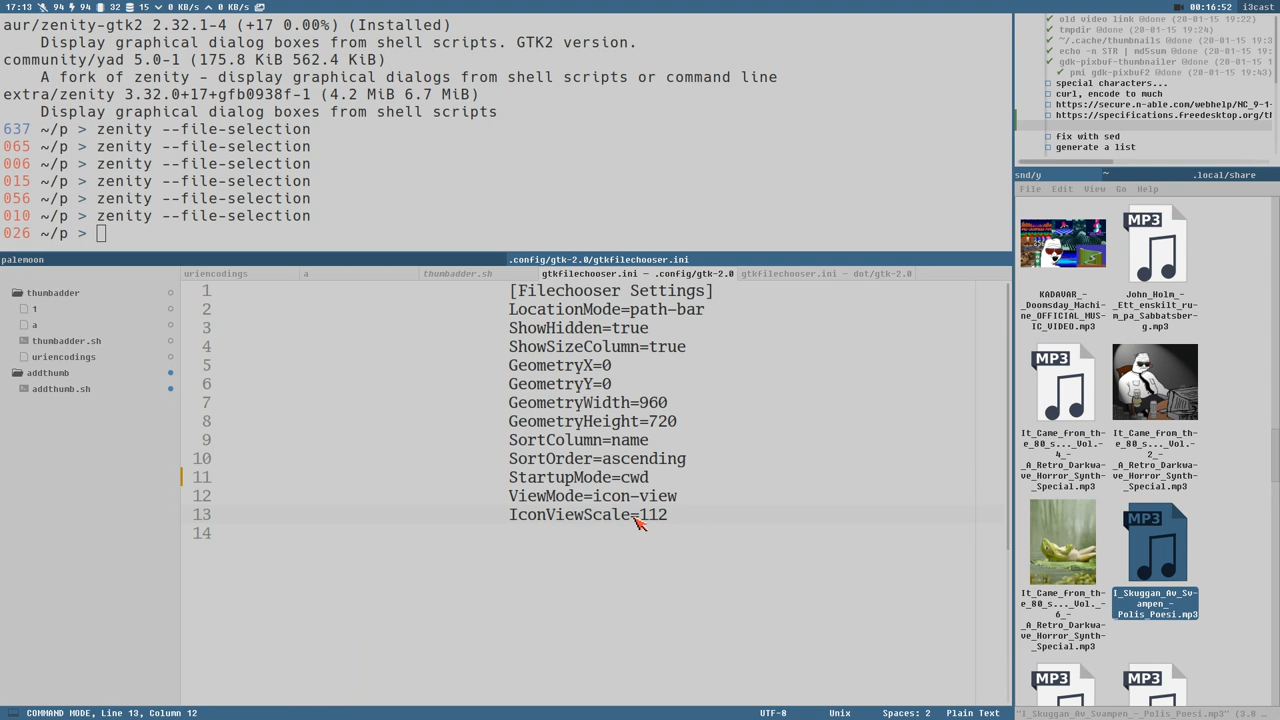 17:13 94 94 32 15 0 KB/s 0 KB/s
00:16:52 i3cast
aur/zenity-gtk2 2.32.1-4 (+17 0.00%) (Installed)
Display graphical dialog boxes from shell scripts. GTK2 version.
community/yad 5.0-1 (175.8 KiB 562.4 KiB)
A fork of zenity - display graphical dialogs from shell scripts or command line
extra/zenity 3.32.0+17+gfb0938f-1 (4.2 MiB 6.7 MiB)
Display graphical dialog boxes from shell scripts
637 ~/p > zenity --file-selection
065 ~/p > zenity --file-selection
006 ~/p > zenity --file-selection
015 ~/p > zenity --file-selection
056 ~/p > zenity --file-selection
010 ~/p > zenity --file-selection
026 ~/p >
old video link @done (20-01-15 19:22)
tmpdir @done (20-01-15 19:24)
~/.cache/thumbnails @done (20-01-15 19:3
echo -n STR | md5sum @done (20-01-15
gdk-pixbuf-thumbnailer @done (20-01-15
pmi gdk-pixbuf2 @done (20-01-15 19:43)
special characters...
curl, encode to much
https://secure.n-able.com/webhelp/NC_9-1-
https://specifications.freedesktop.org/th
fix with sed
generate a list
palemoon
.config/gtk-2.0/gtkfilechooser.ini
uriencodings
a
thumbadder.sh
gtkfilechooser.ini — .config/gtk-2.0
gtkfilechooser.ini — dot/gtk-2.0
thumbadder
1
a
thumbadder.sh
uriencodings
addthumb
addthumb.sh
1 [Filechooser Settings]
2 LocationMode=path-bar
3 ShowHidden=true
4 ShowSizeColumn=true
5 GeometryX=0
6 GeometryY=0
7 GeometryWidth=960
8 GeometryHeight=720
9 SortColumn=name
10 SortOrder=ascending
11 StartupMode=cwd
12 ViewMode=icon-view
13 IconViewScale=112
14
snd/y ~ .local/share
File Edit View Go Help
MP3
KADAVAR_-
_Doomsday_Machi-
ne_OFFICIAL_MUS-
IC_VIDEO.mp3
John_Holm_-
_Ett_enskilt_ru-
m_pa_Sabbatsber-
g.mp3
MP3
It_Came_from_th-
e_80_s..._Vol.-
4_-
_A_Retro_Darkwa-
ve_Horror_Synth-
_Special.mp3
It_Came_from_th-
e_80_s..._Vol.-
2_-
_A_Retro_Darkwa-
ve_Horror_Synth-
_Special.mp3
MP3
It_Came_from_th-
e_80_s..._Vol._-
6_-
_A_Retro_Darkwa-
ve_Horror_Synth-
_Special.mp3
I_Skuggan_Av_Sv-
ampen_-
_Polis_Poesi.mp3
MP3
MP3
COMMAND MODE, Line 13, Column 12
UTF-8 Unix Spaces: 2 Plain Text
"I_Skuggan_Av_Svampen_-_Polis_Poesi.mp3" (3.8 …